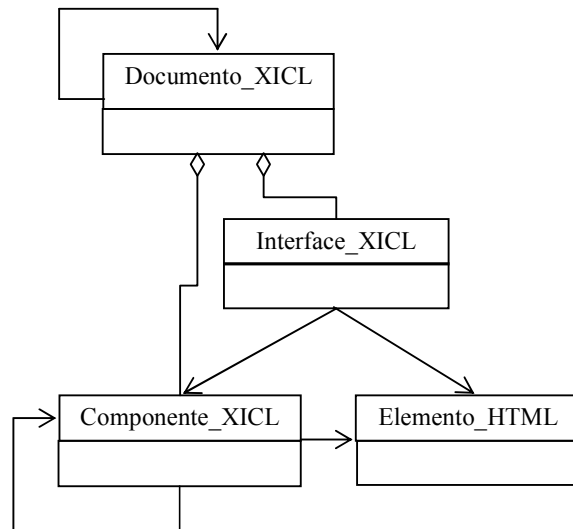 Documento_XICL
Interface_XICL
Componente_XICL
Elemento_HTML